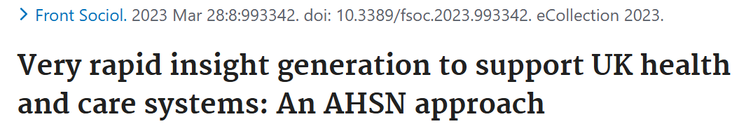 Front Sociol. 2023 Mar 28:8:993342. doi: 10.3389/fsoc.2023.993342. eCollection 2023.
Very rapid insight generation to support UK health
and care systems: An AHSN approach